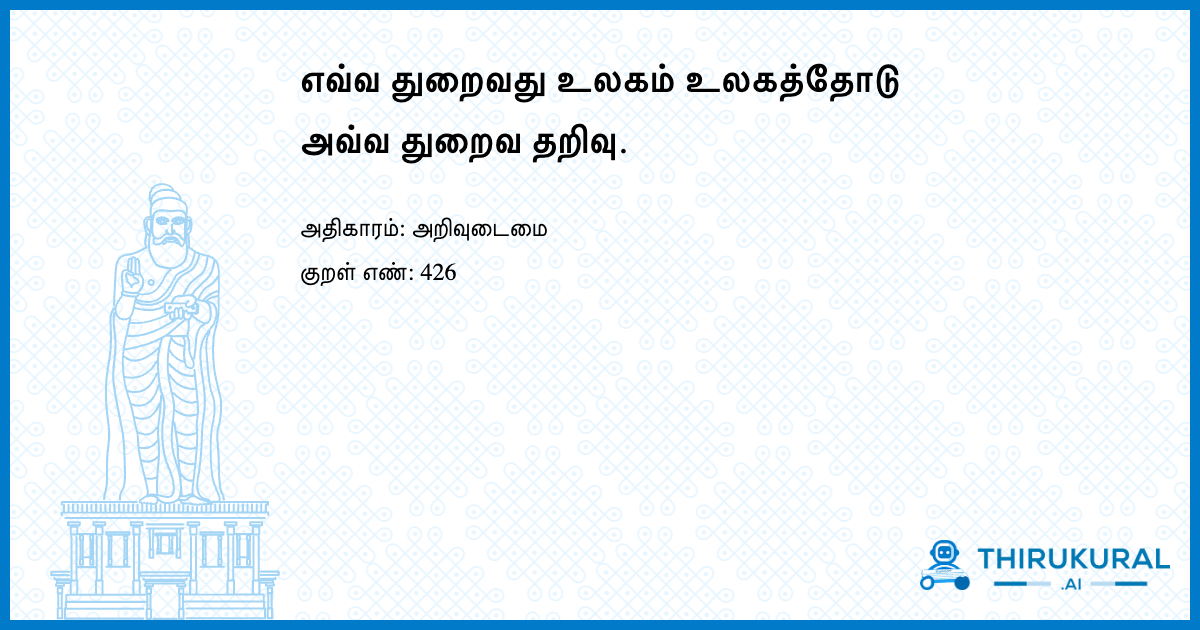 எவ்வ துறைவது உலகம் உலகத்தோடு
அவ்வ துறைவ தறிவு.
அதிகாரம்: அறிவுடைமை
குறள் எண்: 426
THIRUKURAL
.AI